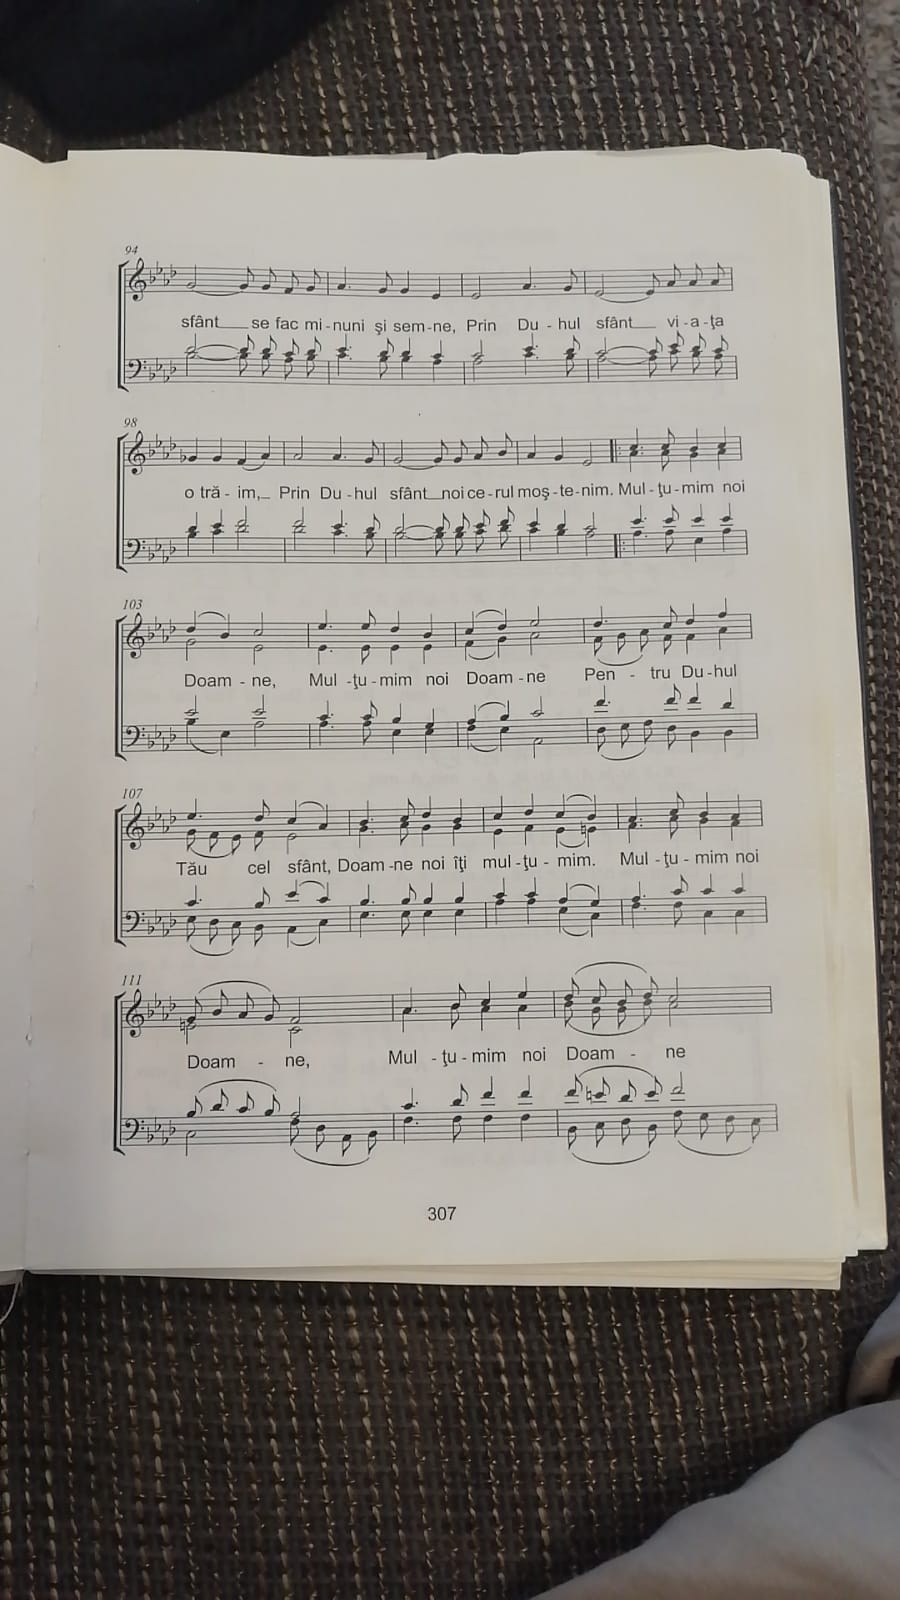 94
sfânt se fac mi-nuni şi sem-ne, Prin Du-hul sfânt vi-a-ţa
98
o tră-im, Prin Du-hul sfânt noi ce-rul moş-te-nim. Mul-ţu-mim noi
103
Doam-ne, Mul-ţu-mim noi Doam-ne Pen-tru Du-hul
107
Tău cel sfânt, Doam-ne noi îţi mul-ţu-mim. Mul-ţu-mim noi
111
Doam-ne, Mul-ţu-mim noi Doam-ne
307